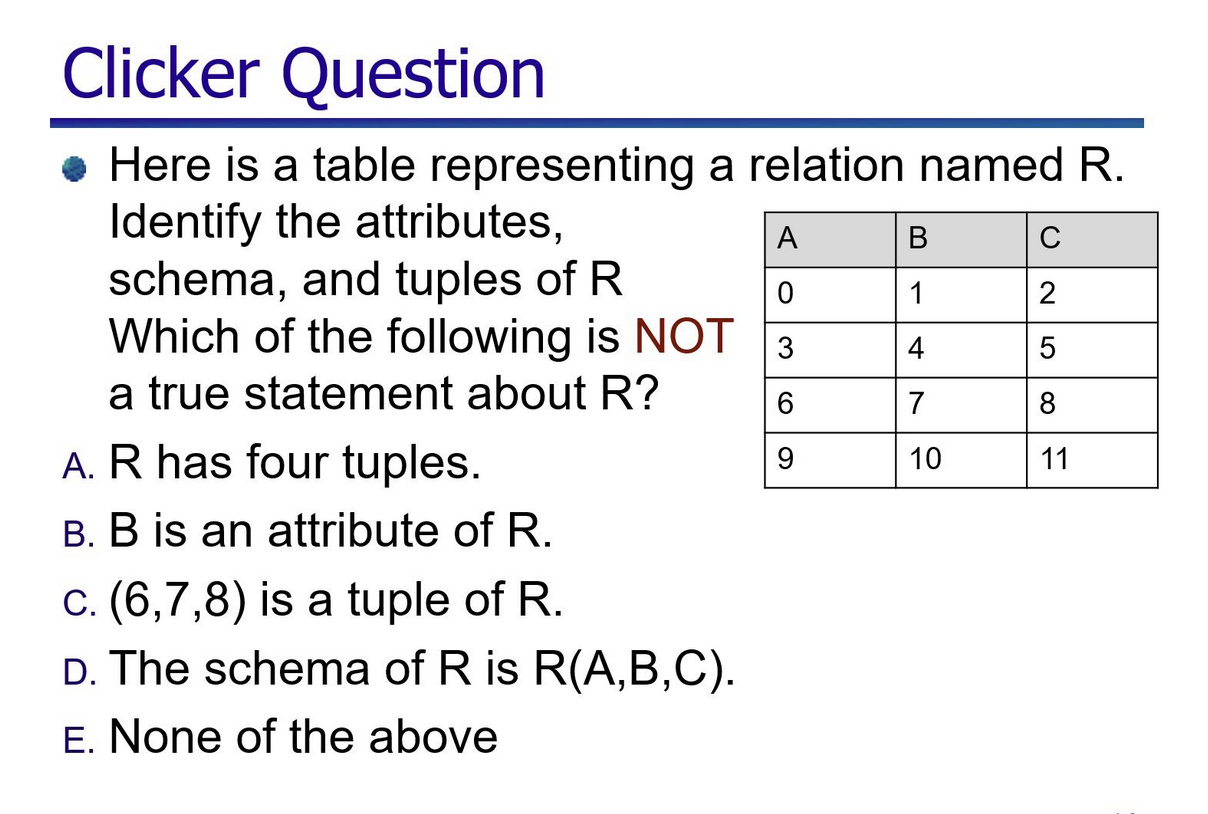 Clicker Question
Here is a table representing a relation named R.
Identify the attributes,
schema, and tuples of R
Which of the following is NOT
a true statement about R?
A B C
0 1 2
3 4 5
6 7 8
9 10 11
A. R has four tuples.
B. B is an attribute of R.
C. (6,7,8) is a tuple of R.
D. The schema of R is R(A,B,C).
E. None of the above